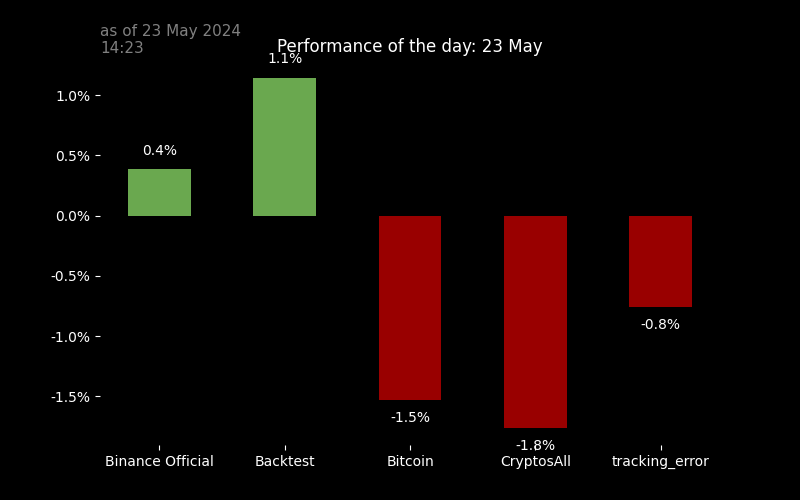 as of 23 May 2024
14:23
Performance of the day: 23 May
1.1%
1.0%
0.4%
0.5%
0.0%
-0.5%
-0.8%
-1.0%
-1.5%
-1.5%
-1.8%
Binance Official
Backtest
Bitcoin
CryptosAll
tracking_error